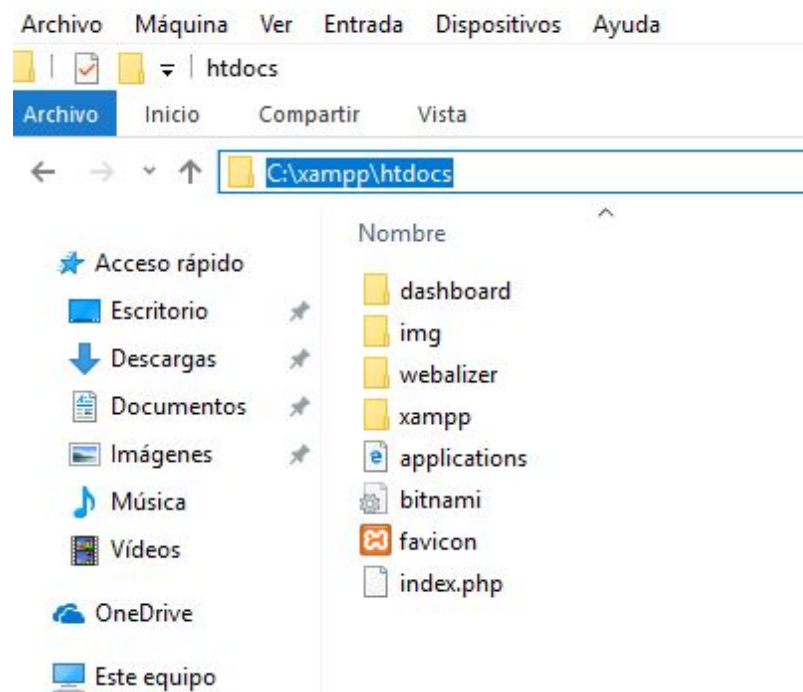 Archivo Máquina Ver Entrada Dispositivos Ayuda
htdocs
Archivo Inicio Compartir Vista
C:\xampp\htdocs
Nombre
Acceso rápido
Escritorio
Descargas
Documentos
Imágenes
Música
Vídeos
OneDrive
Este equipo
dashboard
img
webalizer
xampp
applications
bitnami
favicon
index.php